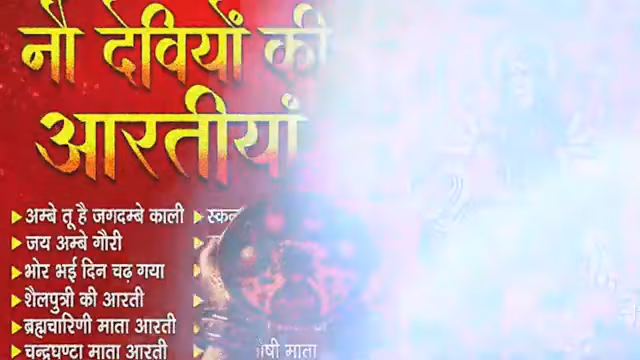 नौ देवियों की
आरतीयां
अम्बे तू है जगदम्बे काली
जय अम्बे गौरी
भोर भई दिन चढ़ गया
शैलपुत्री की आरती
ब्रह्मचारिणी माता आरती
चन्द्रघण्टा माता आरती
माता